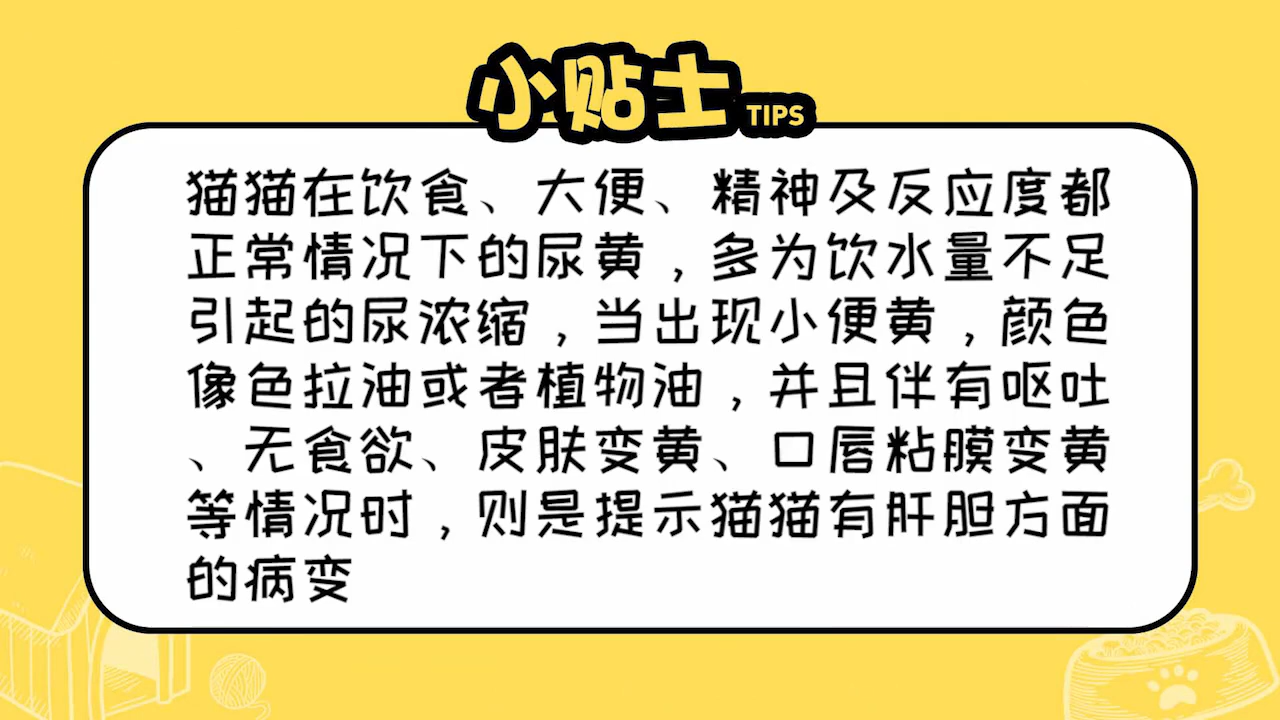 小贴士 TIPS
猫猫在饮食、大便、精神及反应度都
正常情况下的尿黄，多为饮水量不足
引起的尿浓缩，当出现小便黄，颜色
像色拉油或者植物油，并且伴有呕吐
、无食欲、皮肤变黄、口唇粘膜变黄
等情况时，则是提示猫猫有肝胆方面
的病变